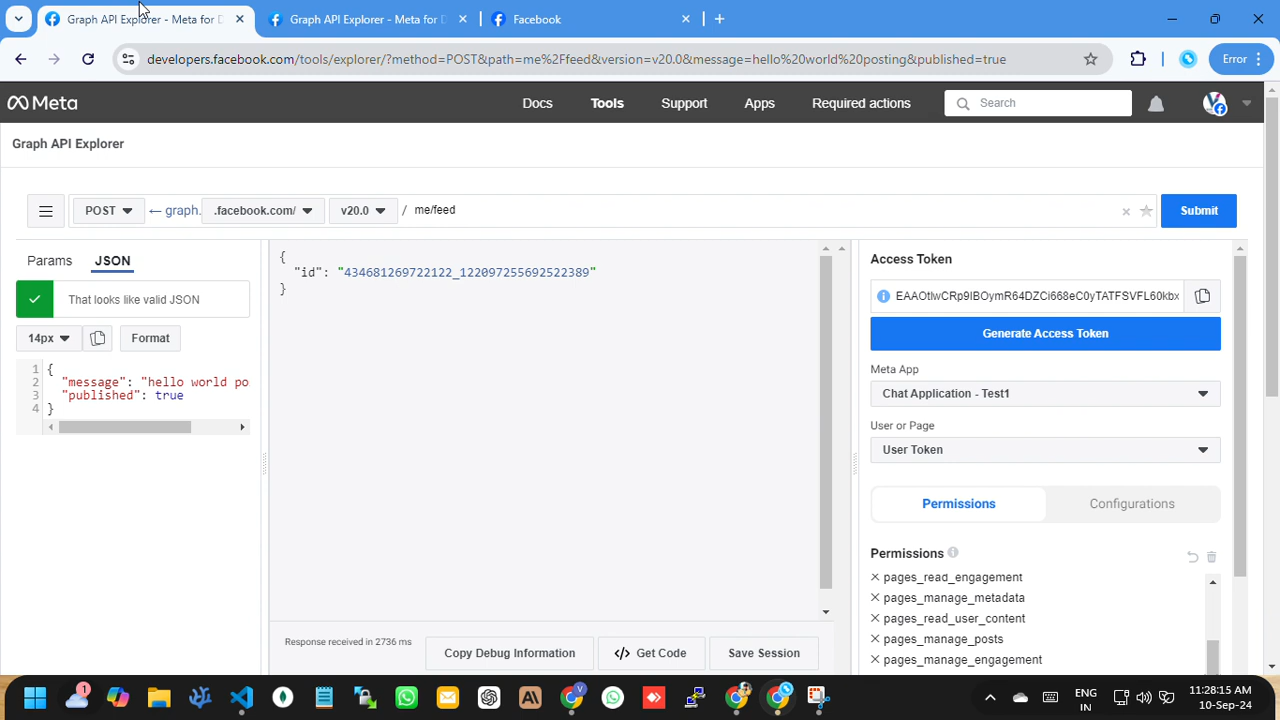 Graph API Explorer - Meta for D
Graph API Explorer - Meta for D
Facebook
developers.facebook.com/tools/explorer/?method=POST&path=me%2Ffeed&version=v20.0&message=hello%20world%20posting&published=true
Error
Meta
Docs
Tools
Support
Apps
Required actions
Search
Graph API Explorer
POST
← graph.
.facebook.com/
v20.0
/
me/feed
Submit
Params
JSON
That looks like valid JSON
14px
Format
1 {
2 "message": "hello world po
3 "published": true
4 }
{
"id": "434681269722122_122097255692522389"
}
Response received in 2736 ms
Copy Debug Information
</> Get Code
Save Session
Access Token
Generate Access Token
Meta App
Chat Application - Test1
User or Page
User Token
Permissions
Configurations
Permissions
pages_read_engagement
pages_manage_metadata
pages_read_user_content
pages_manage_posts
pages_manage_engagement
1
V
ENG
IN
11:28:15 AM
10-Sep-24